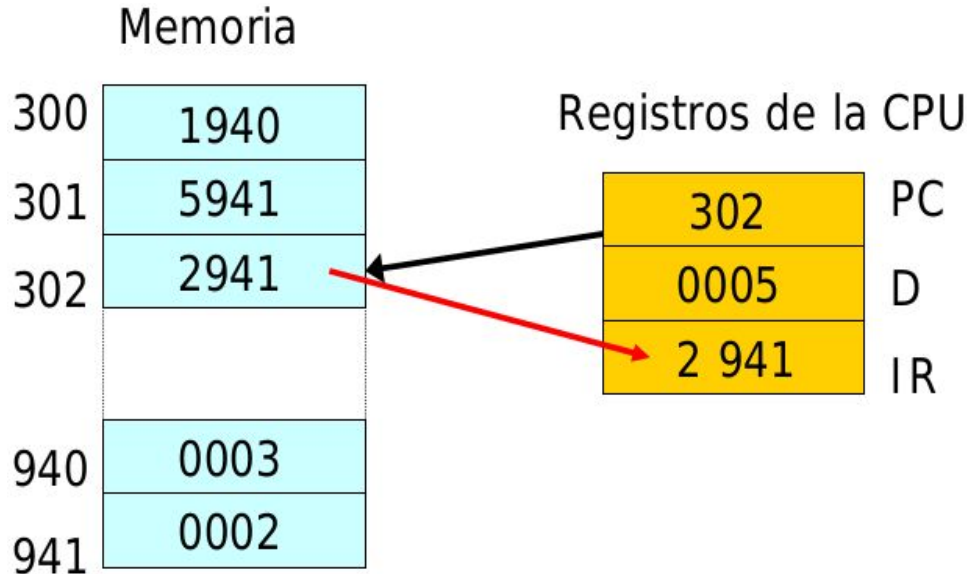 Memoria
300 1940
301 5941
302 2941
940 0003
941 0002
Registros de la CPU
302 PC
0005 D
2 941 IR